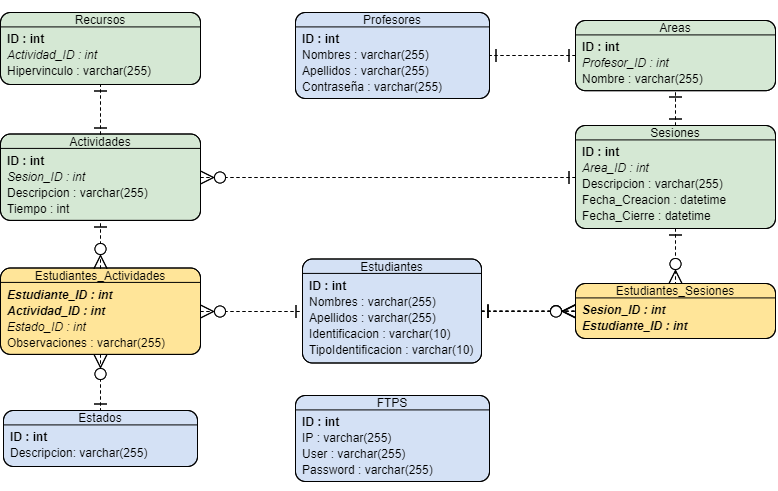 Recursos
ID : int
Actividad_ID : int
Hipervinculo : varchar(255)
Profesores
ID : int
Nombres : varchar(255)
Apellidos : varchar(255)
Contraseña : varchar(255)
Areas
ID : int
Profesor_ID : int
Nombre : varchar(255)
Actividades
ID : int
Sesion_ID : int
Descripcion : varchar(255)
Tiempo : int
Sesiones
ID : int
Area_ID : int
Descripcion : varchar(255)
Fecha_Creacion : datetime
Fecha_Cierre : datetime
Estudiantes_Actividades
Estudiante_ID : int
Actividad_ID : int
Estado_ID : int
Observaciones : varchar(255)
Estudiantes
ID : int
Nombres : varchar(255)
Apellidos : varchar(255)
Identificacion : varchar(10)
TipoIdentificacion : varchar(10)
Estudiantes_Sesiones
Sesion_ID : int
Estudiante_ID : int
Estados
ID : int
Descripcion: varchar(255)
FTPS
ID : int
IP : varchar(255)
User : varchar(255)
Password : varchar(255)